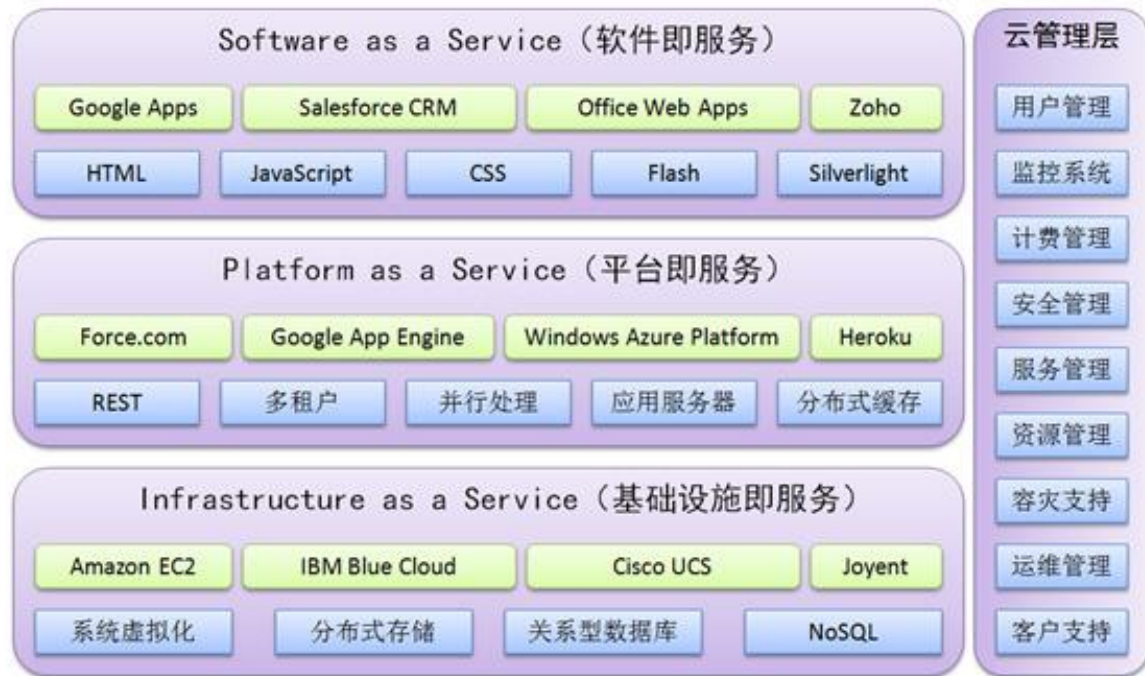 Software as a Service（软件即服务）
Google Apps Salesforce CRM Office Web Apps Zoho
HTML JavaScript CSS Flash Silverlight
Platform as a Service（平台即服务）
Force.com Google App Engine Windows Azure Platform Heroku
REST 多租户 并行处理 应用服务器 分布式缓存
Infrastructure as a Service（基础设施即服务）
Amazon EC2 IBM Blue Cloud Cisco UCS Joyent
系统虚拟化 分布式存储 关系型数据库 NoSQL
云管理层
用户管理
监控系统
计费管理
安全管理
服务管理
资源管理
容灾支持
运维管理
客户支持